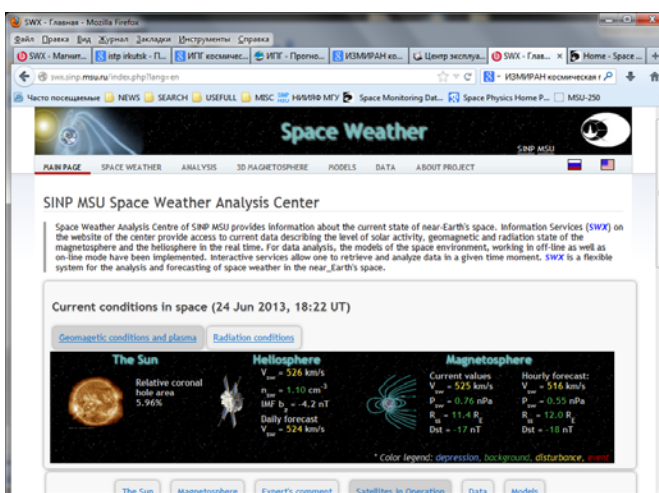 SWX - Главная - Mozilla Firefox
Файл Правка Вид Журнал Закладки Инструменты Справка
SWX - Магнит... istp irkutsk - П... ИПГ космичес... ИПГ - Прогно... ИЗМИРАН ко... Центр эксплуа... SWX - Глав... × Home - Space ...
swx.sinp.msu.ru/index.php?lang=en ИЗМИРАН космическая г
Часто посещаемые NEWS SEARCH USEFULL MISC НИИЯФ МГУ Space Monitoring Dat... Space Physics Home P... MSU-250
Space Weather
SINP MSU
MAIN PAGE SPACE WEATHER ANALYSIS 3D MAGNETOSPHERE MODELS DATA ABOUT PROJECT
SINP MSU Space Weather Analysis Center
Space Weather Analysis Centre of SINP MSU provides information about the current state of near-Earth's space. Information Services (SWX) on
the website of the center provide access to current data describing the level of solar activity, geomagnetic and radiation state of the
magnetosphere and the heliosphere in the real time. For data analysis, the models of the space environment, working in off-line as well as
on-line mode have been implemented. Interactive services allow one to retrieve and analyze data in a given time moment. SWX is a flexible
system for the analysis and forecasting of space weather in the near_Earth's space.
Current conditions in space (24 Jun 2013, 18:22 UT)
Geomagetic conditions and plasma Radiation conditions
The Sun Heliosphere Magnetosphere
Relative coronal
hole area
5.96%
V sw = 526 km/s
n sw = 1.10 cm-3
IMF b z = -4.2 nT
Daily forecast
V sw = 524 km/s
Current values
V sw = 525 km/s
P sw = 0.76 nPa
R ss = 11.4 R E
Dst = -17 nT
Hourly forecast:
V sw = 516 km/s
P sw = 0.55 nPa
R ss = 12.0 R E
Dst = -18 nT
* Color legend: depression, background, disturbance, event
The Sun Magnetosphere Expert's comment Satellites in Operation Data Models